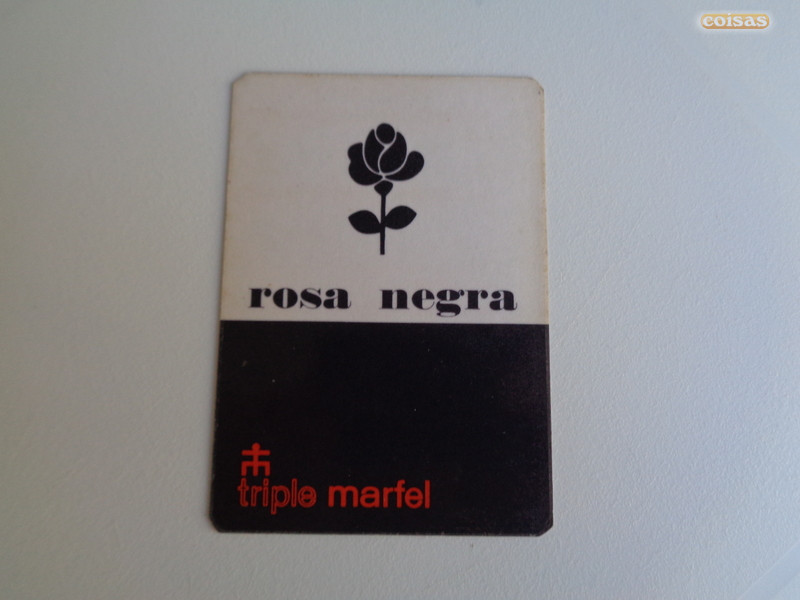 coisas
rosa negra
triple marfel